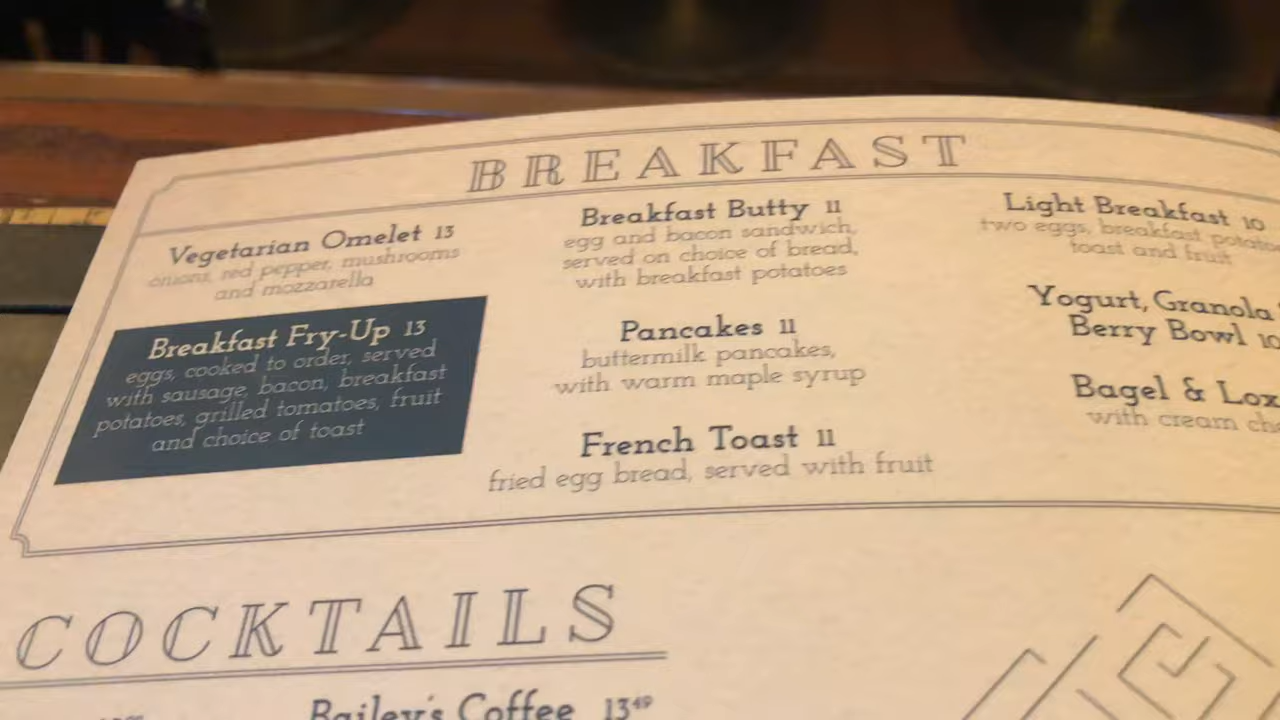 BREAKFAST
Vegetarian Omelet 13
onions, red pepper, mushrooms
and mozzarella
Breakfast Fry-Up 13
eggs, cooked to order, served
with sausage, bacon, breakfast
potatoes, grilled tomatoes, fruit
and choice of toast
Breakfast Butty 11
egg and bacon sandwich,
served on choice of bread,
with breakfast potatoes
Pancakes 11
buttermilk pancakes,
with warm maple syrup
French Toast 11
fried egg bread, served with fruit
Light Breakfast 10
two eggs, breakfast
toast and fruit
Yogurt, Granola
Berry Bowl 10
Bagel & Lox
with cream
COCKTAILS
Bailey's Coffee 13⁴⁹